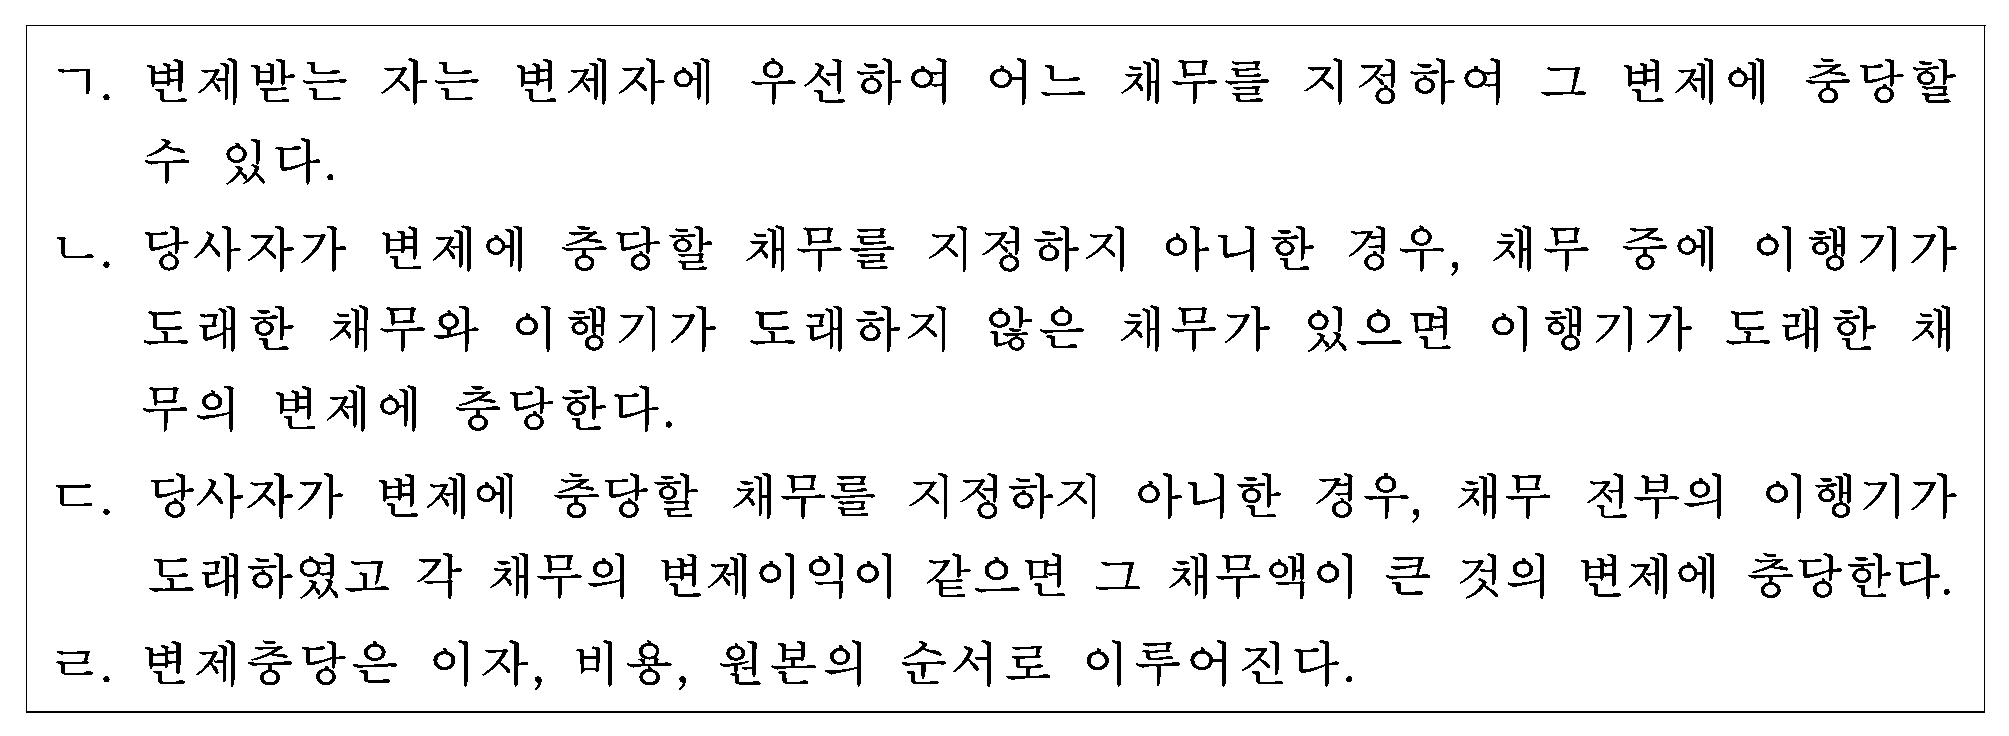 ㄱ. 변제받는 자는 변제자에 우선하여 어느 채무를 지정하여 그 변제에 충당할
수 있다.
ㄴ. 당사자가 변제에 충당할 채무를 지정하지 아니한 경우, 채무 중에 이행기가
도래한 채무와 이행기가 도래하지 않은 채무가 있으면 이행기가 도래한 채
무의 변제에 충당한다.
ㄷ. 당사자가 변제에 충당할 채무를 지정하지 아니한 경우, 채무 전부의 이행기가
도래하였고 각 채무의 변제이익이 같으면 그 채무액이 큰 것의 변제에 충당한다.
ㄹ. 변제충당은 이자, 비용, 원본의 순서로 이루어진다.